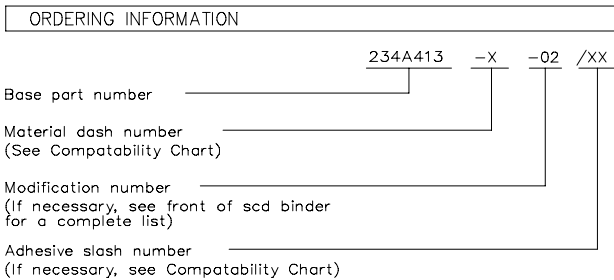 ORDERING INFORMATION
234A413 -X -02 /XX
Base part number
Material dash number
(See Compatability Chart)
Modification number
(If necessary, see front of scd binder
for a complete list)
Adhesive slash number
(If necessary, see Compatability Chart)